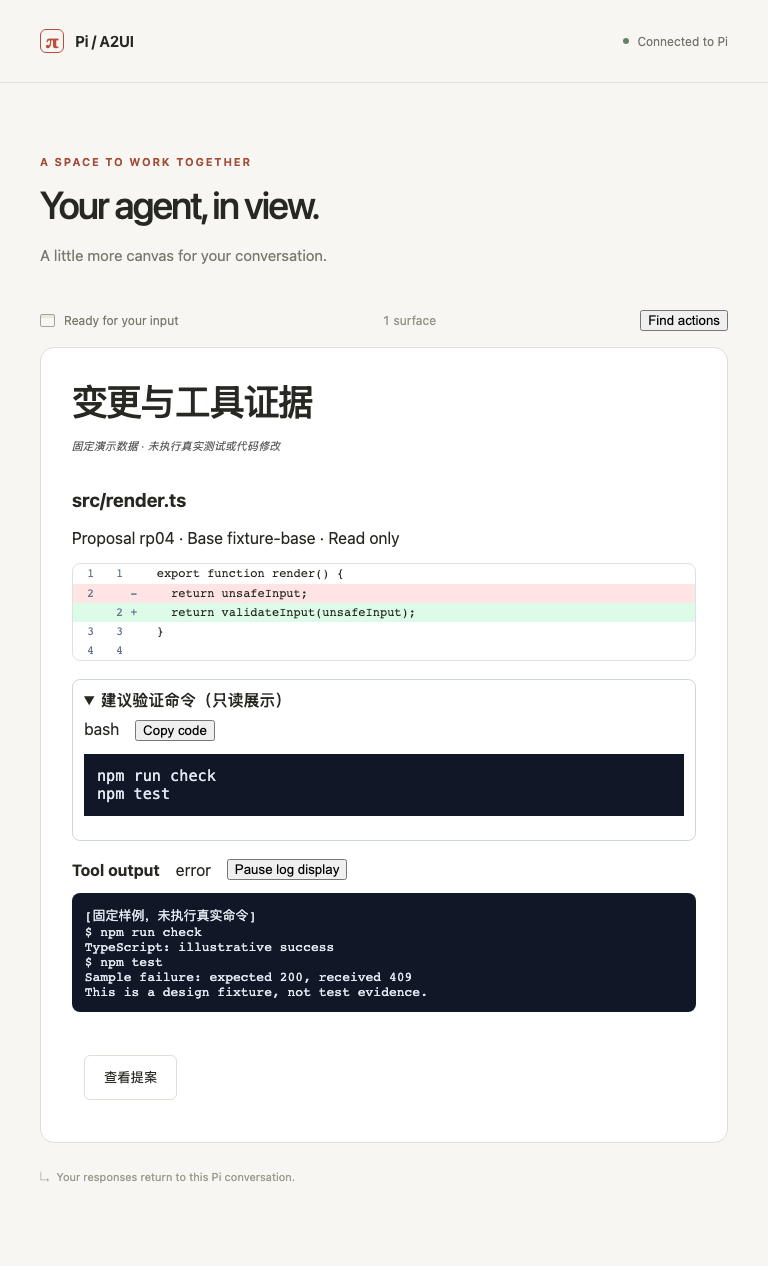 π Pi / A2UI
Connected to Pi
A SPACE TO WORK TOGETHER
Your agent, in view.
A little more canvas for your conversation.
Ready for your input
1 surface
Find actions
变更与工具证据
固定演示数据 · 未执行真实测试或代码修改
src/render.ts
Proposal rp04 · Base fixture-base · Read only
1 1 export function render() {
2 − return unsafeInput;
2 + return validateInput(unsafeInput);
3 3 }
4 4
▼ 建议验证命令（只读展示）
bash Copy code
npm run check
npm test
Tool output error Pause log display
[固定样例，未执行真实命令]
$ npm run check
TypeScript: illustrative success
$ npm test
Sample failure: expected 200, received 409
This is a design fixture, not test evidence.
查看提案
Your responses return to this Pi conversation.